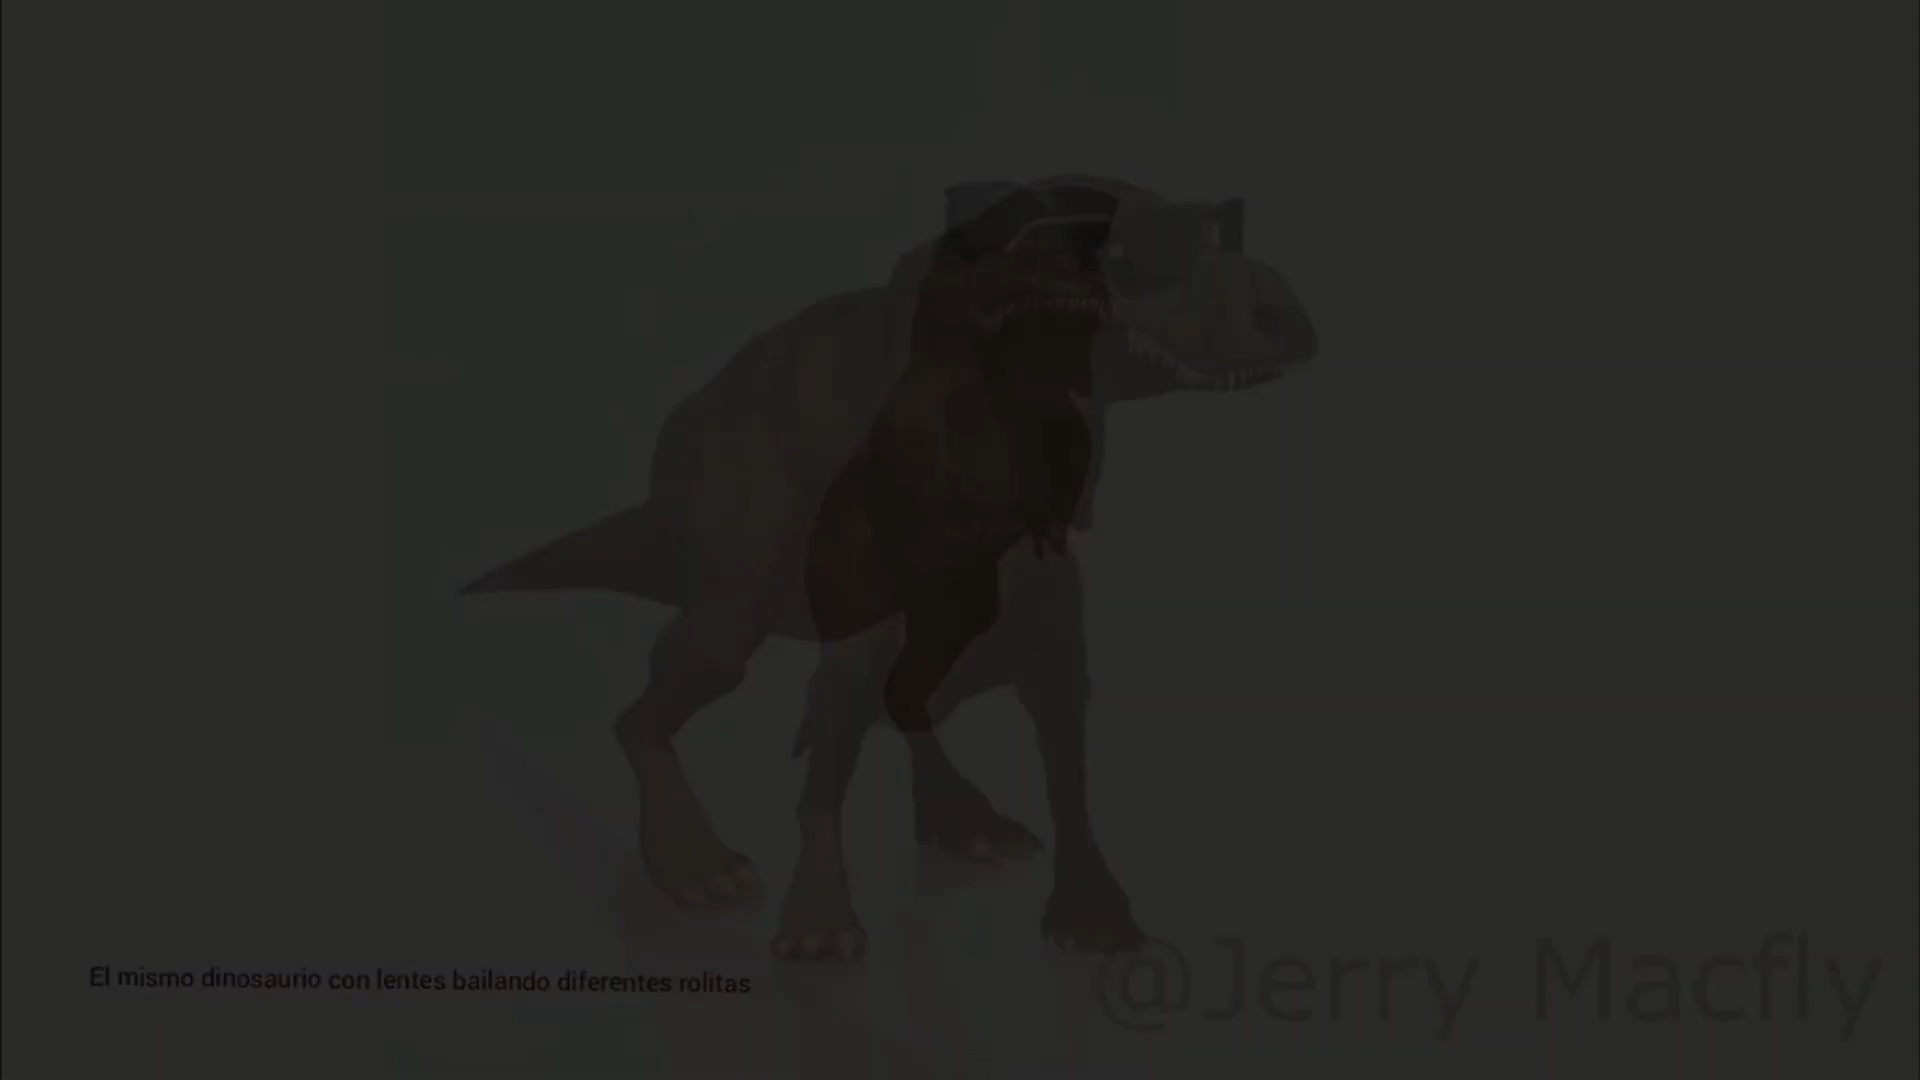 El mismo dinosaurio con lentes bailando diferentes rolitas
@Jerry Macfly